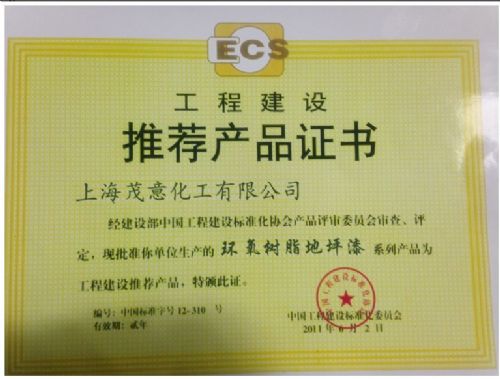 ECS
工程建设
推荐产品证书
上海茂意化工有限公司
经建设部中国工程建设标准化协会产品评审委员会审查、评
定，现批准你单位生产的 环氧树脂地坪漆 系列产品为
工程建设推荐产品，特颁此证。
编号：中国标准字号12-310 号
有效期：贰年
中国工程建设标准化委员会
2011 年 6 月 2 日